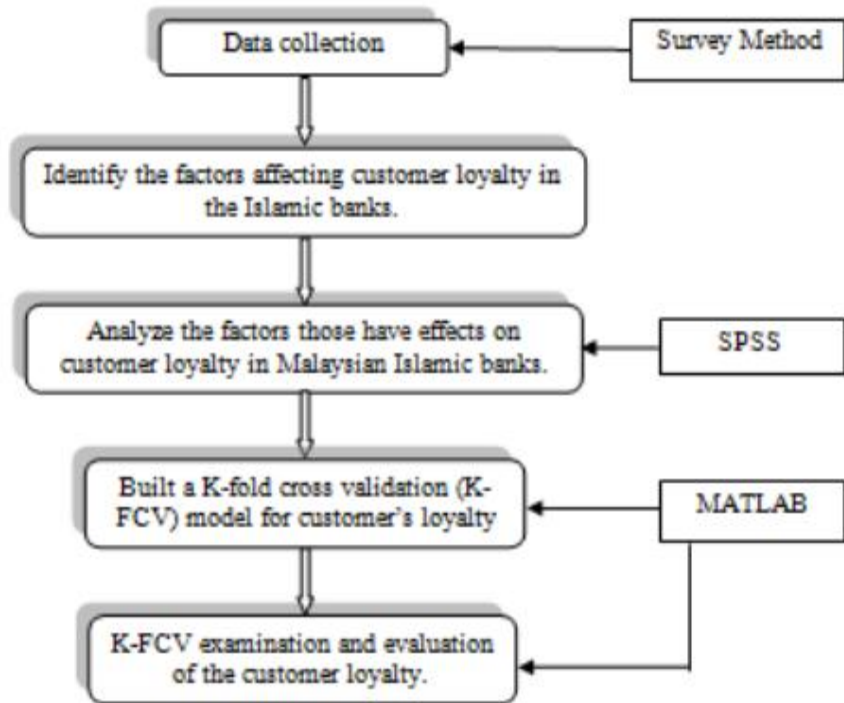 Data collection
Survey Method
Identify the factors affecting customer loyalty in
the Islamic banks.
Analyze the factors those have effects on
customer loyalty in Malaysian Islamic banks.
SPSS
Built a K-fold cross validation (K-
FCV) model for customer's loyalty
MATLAB
K-FCV examination and evaluation
of the customer loyalty.